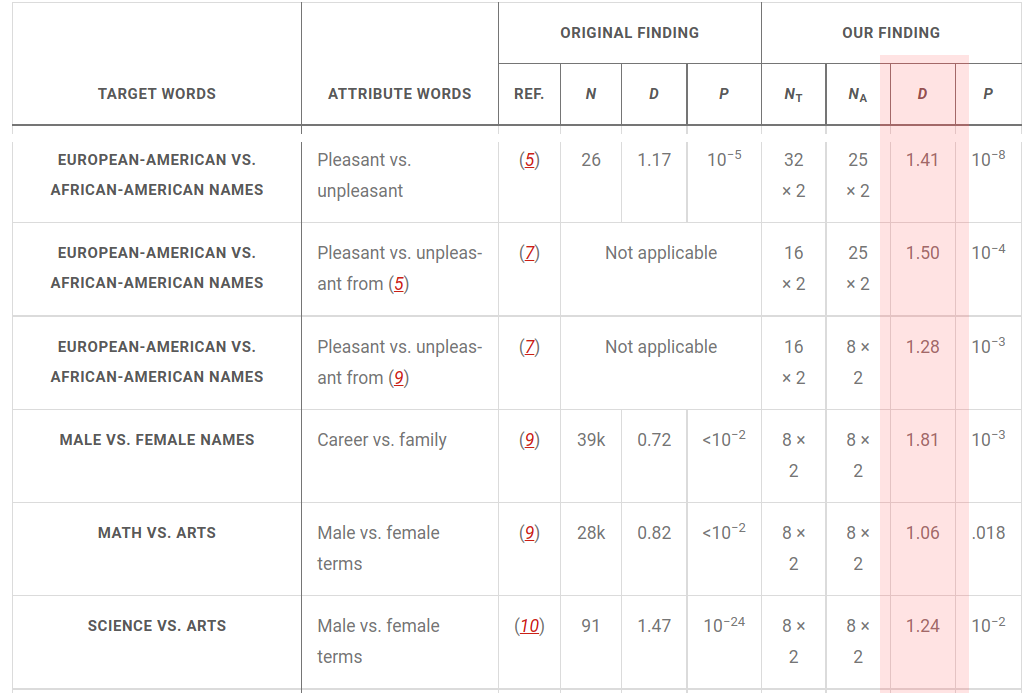 ORIGINAL FINDING OUR FINDING
TARGET WORDS ATTRIBUTE WORDS REF. N D P NT NA D P
EUROPEAN-AMERICAN VS. Pleasant vs. (5) 26 1.17 10−5 32 25 1.41 10−8
AFRICAN-AMERICAN NAMES unpleasant × 2 × 2
EUROPEAN-AMERICAN VS. Pleasant vs. unpleas- (7) Not applicable 16 25 1.50 10−4
AFRICAN-AMERICAN NAMES ant from (5) × 2 × 2
EUROPEAN-AMERICAN VS. Pleasant vs. unpleas- (7) Not applicable 16 8 × 1.28 10−3
AFRICAN-AMERICAN NAMES ant from (9) × 2 2
MALE VS. FEMALE NAMES Career vs. family (9) 39k 0.72 <10−2 8 × 8 × 1.81 10−3
2 2
MATH VS. ARTS Male vs. female (9) 28k 0.82 <10−2 8 × 8 × 1.06 .018
terms 2 2
SCIENCE VS. ARTS Male vs. female (10) 91 1.47 10−24 8 × 8 × 1.24 10−2
terms 2 2